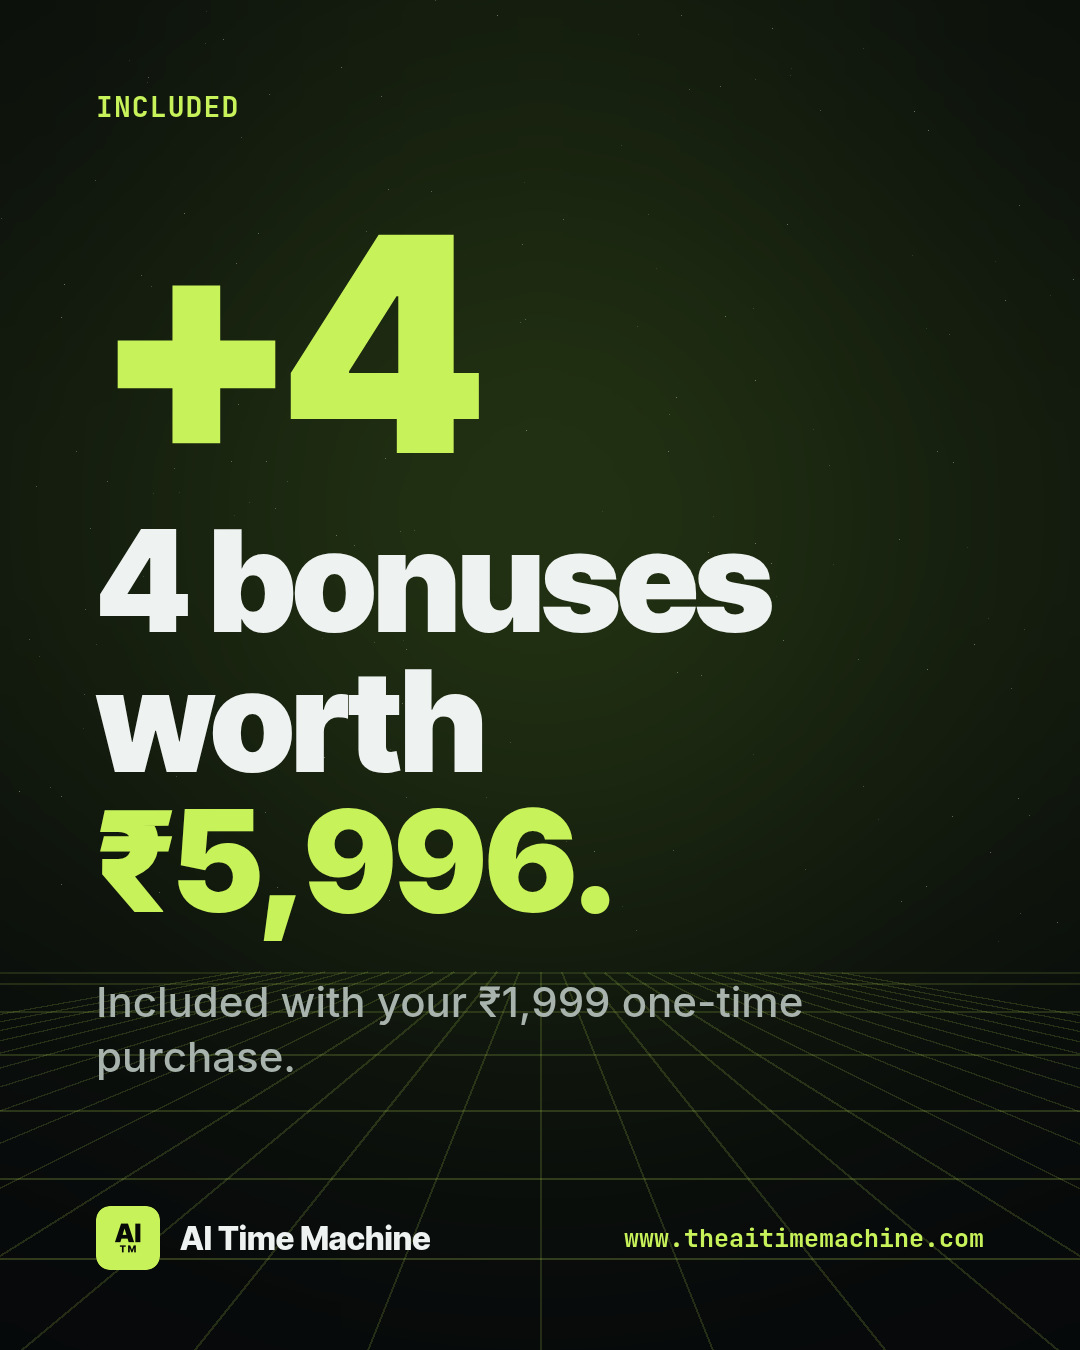 INCLUDED
+4
4 bonuses
worth
₹5,996.
Included with your ₹1,999 one-time
purchase.
AI
TM
AI Time Machine
www.theaitimemachine.com